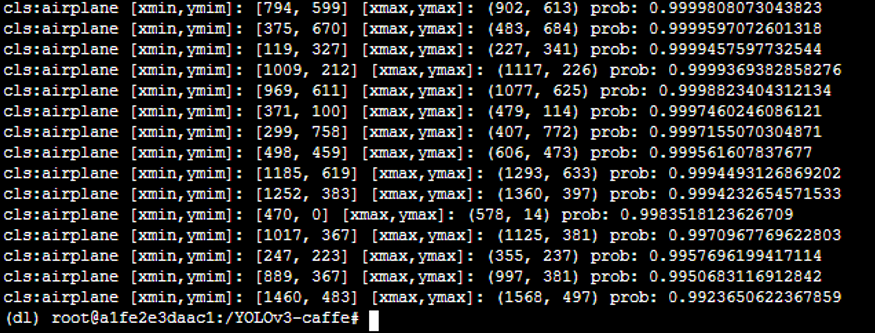 cls:airplane [xmin,ymim]: [794, 599] [xmax,ymax]: (902, 613) prob: 0.9999808073043823
cls:airplane [xmin,ymim]: [375, 670] [xmax,ymax]: (483, 684) prob: 0.9999597072601318
cls:airplane [xmin,ymim]: [119, 327] [xmax,ymax]: (227, 341) prob: 0.9999457597732544
cls:airplane [xmin,ymim]: [1009, 212] [xmax,ymax]: (1117, 226) prob: 0.9999369382858276
cls:airplane [xmin,ymim]: [969, 611] [xmax,ymax]: (1077, 625) prob: 0.9998823404312134
cls:airplane [xmin,ymim]: [371, 100] [xmax,ymax]: (479, 114) prob: 0.9997460246086121
cls:airplane [xmin,ymim]: [299, 758] [xmax,ymax]: (407, 772) prob: 0.9997155070304871
cls:airplane [xmin,ymim]: [498, 459] [xmax,ymax]: (606, 473) prob: 0.999561607837677
cls:airplane [xmin,ymim]: [1185, 619] [xmax,ymax]: (1293, 633) prob: 0.9994493126869202
cls:airplane [xmin,ymim]: [1252, 383] [xmax,ymax]: (1360, 397) prob: 0.9994232654571533
cls:airplane [xmin,ymim]: [470, 0] [xmax,ymax]: (578, 14) prob: 0.9983518123626709
cls:airplane [xmin,ymim]: [1017, 367] [xmax,ymax]: (1125, 381) prob: 0.9970967769622803
cls:airplane [xmin,ymim]: [247, 223] [xmax,ymax]: (355, 237) prob: 0.9957696199417114
cls:airplane [xmin,ymim]: [889, 367] [xmax,ymax]: (997, 381) prob: 0.9950683116912842
cls:airplane [xmin,ymim]: [1460, 483] [xmax,ymax]: (1568, 497) prob: 0.9923650622367859
(dl) root@a1fe2e3daac1:/YOLOv3-caffe#